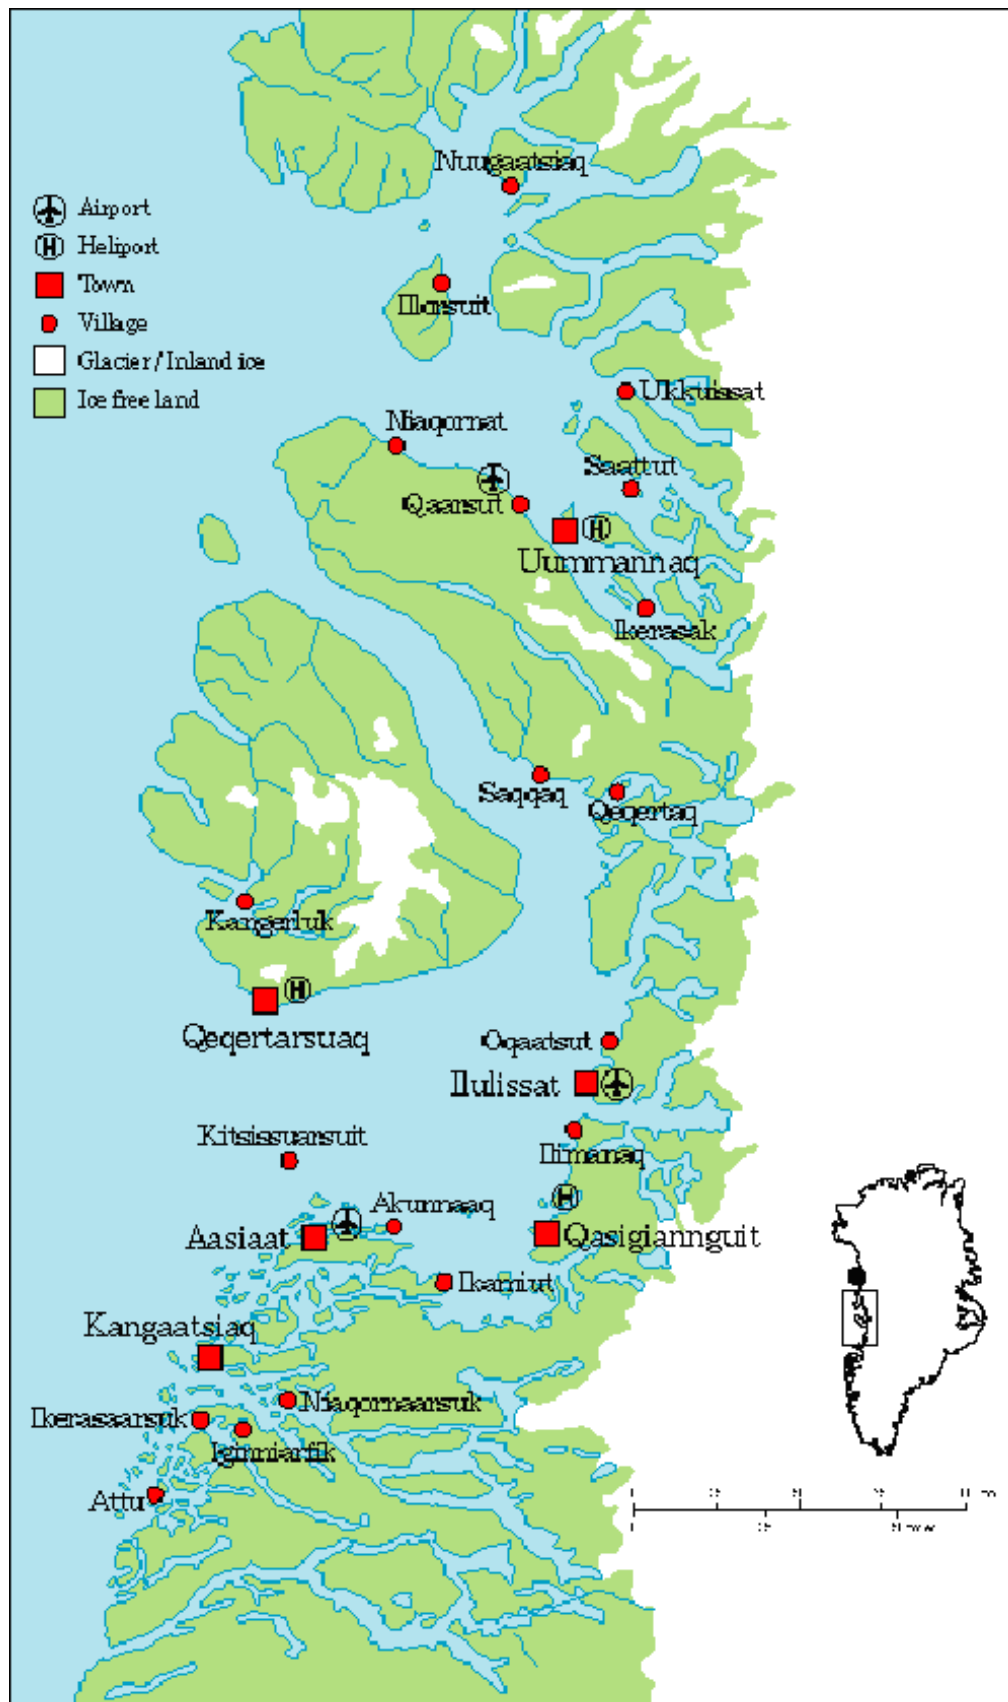 Nuugaatsiaq
Airport
Heliport
Town
Village
Glacier / Inland ice
Ice free land
Illorsuit
Ukkuissat
Niaqornat
Saattut
Qaarsut
H
Uummannaq
Ikerasak
Saqqaq
Qeqertaq
Kangerluk
H
Qeqertarsuaq
Oqaatsut
Ilulissat
Kitsissuarsuit
Ilimanaq
H
Akunnaaq
Aasiaat
Qasigiannguit
Ikamiut
Kangaatsiaq
Niaqornaarsuk
Ikerasaarsuk
Iginniarfik
Attu